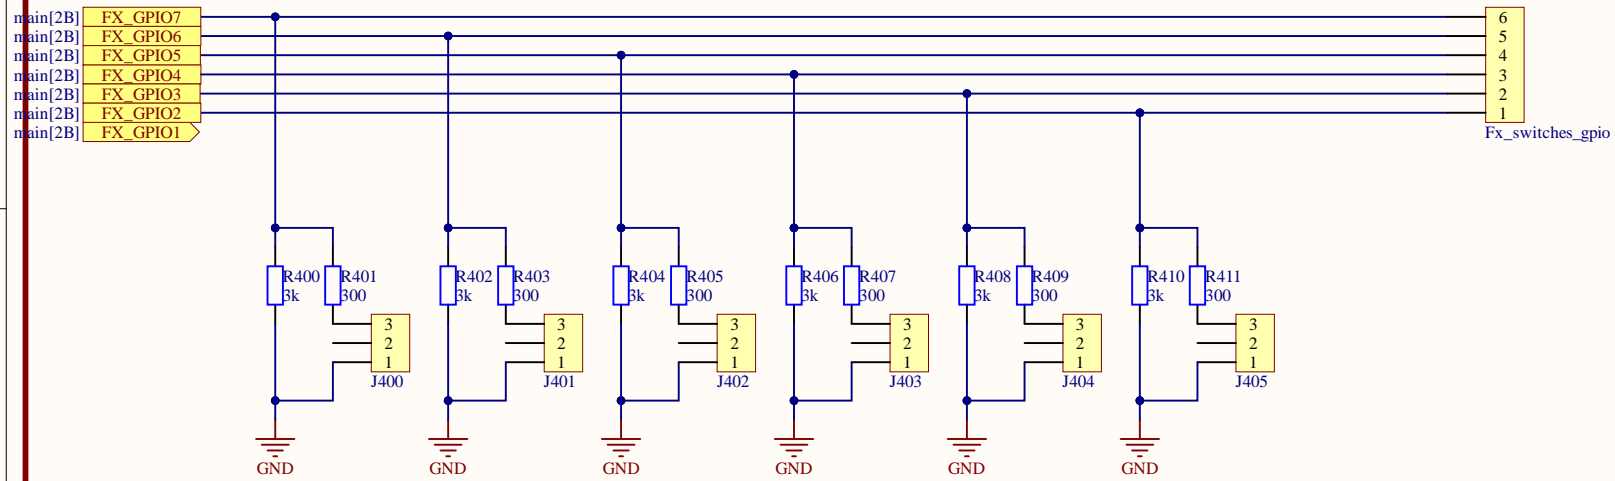 main[2B] FX_GPIO7 6
main[2B] FX_GPIO6 5
main[2B] FX_GPIO5 4
main[2B] FX_GPIO4 3
main[2B] FX_GPIO3 2
main[2B] FX_GPIO2 1
main[2B] FX_GPIO1 Fx_switches_gpio
R400 R401 R402 R403 R404 R405 R406 R407 R408 R409 R410 R411
3k 300 3k 300 3k 300 3k 300 3k 300 3k 300
3 3 3 3 3 3
2 2 2 2 2 2
1 1 1 1 1 1
J400 J401 J402 J403 J404 J405
GND GND GND GND GND GND